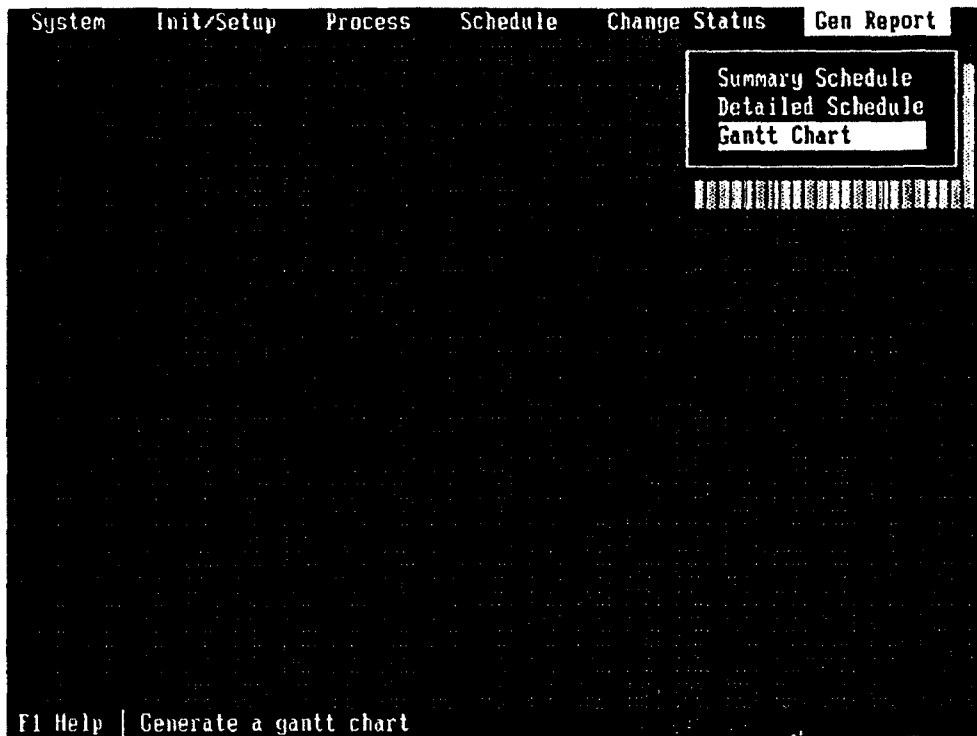 System Init/Setup Process Schedule Change Status Gen Report
Summary Schedule
Detailed Schedule
Gantt Chart
F1 Help | Generate a gantt chart